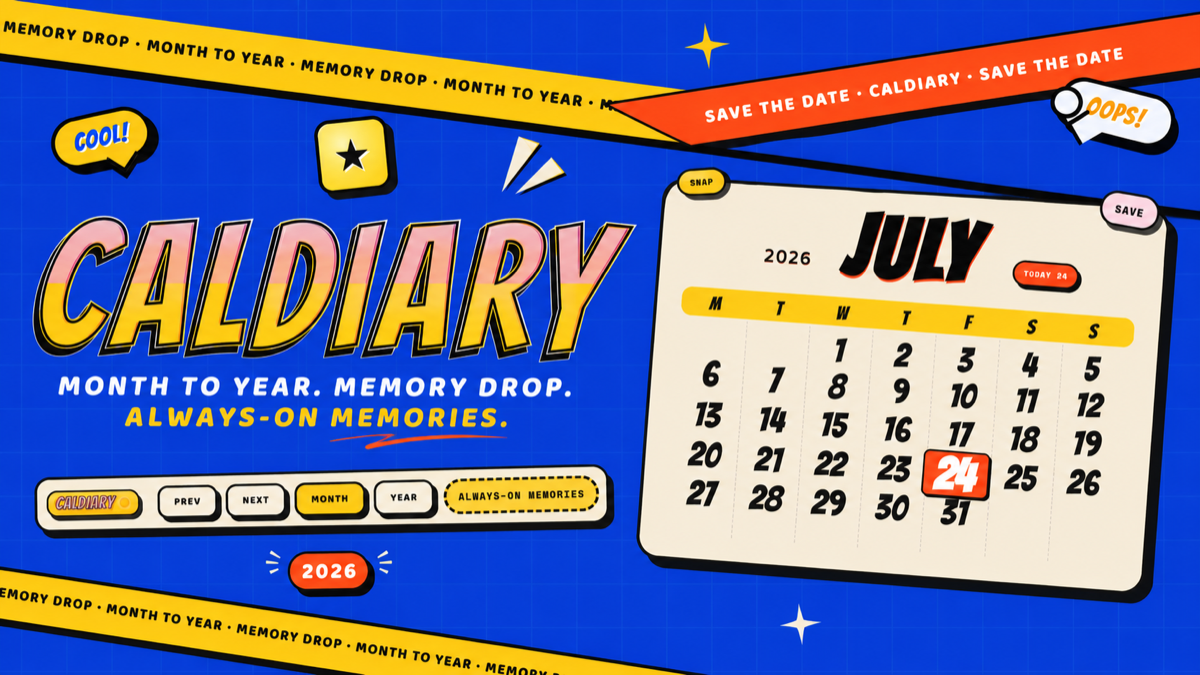 MEMORY DROP · MONTH TO YEAR · MEMORY DROP · MONTH TO YEAR · M
SAVE THE DATE · CALDIARY · SAVE THE DATE
COOL!
OOPS!
SNAP
SAVE
CALDIARY
MONTH TO YEAR. MEMORY DROP.
ALWAYS-ON MEMORIES.
CALDIARY PREV NEXT MONTH YEAR ALWAYS-ON MEMORIES
2026
2026 JULY TODAY 24
M T W T F S S
1 2 3 4 5
6 7 8 9 10 11 12
13 14 15 16 17 18 19
20 21 22 23 24 25 26
27 28 29 30 31
EMORY DROP · MONTH TO YEAR · MEMORY DROP · MONTH TO YEAR · MEMORY